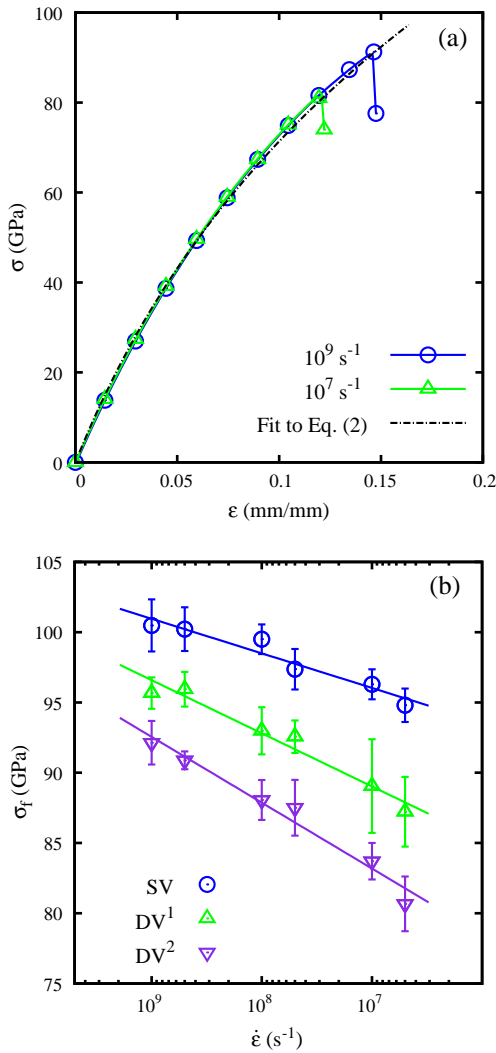 100
(a)
80
60
σ (GPa)
40
10⁹ s⁻¹
20
10⁷ s⁻¹
Fit to Eq. (2)
0
0 0.05 0.1 0.15 0.2
ε (mm/mm)
105
(b)
100
95
σf (GPa)
90
85
SV
80
DV¹
DV²
75
10⁹ 10⁸ 10⁷
ε̇ (s⁻¹)